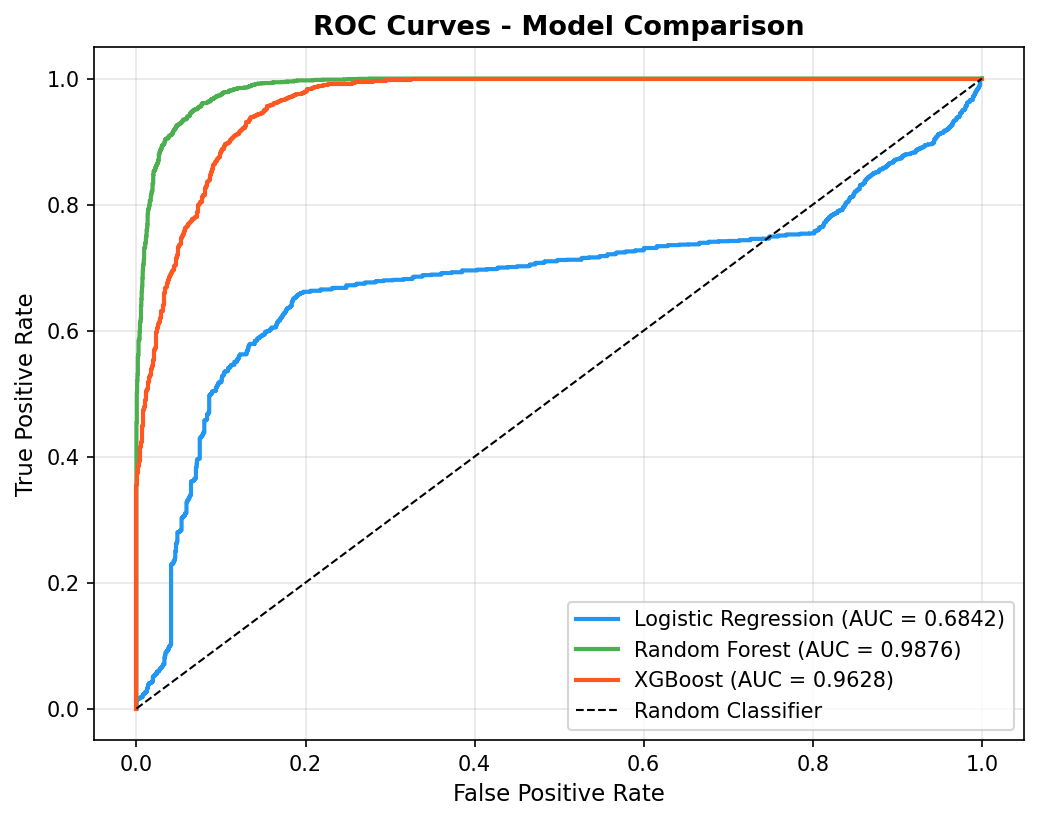 ROC Curves - Model Comparison
True Positive Rate
1.0
0.8
0.6
0.4
0.2
0.0
Logistic Regression (AUC = 0.6842)
Random Forest (AUC = 0.9876)
XGBoost (AUC = 0.9628)
Random Classifier
0.0 0.2 0.4 0.6 0.8 1.0
False Positive Rate